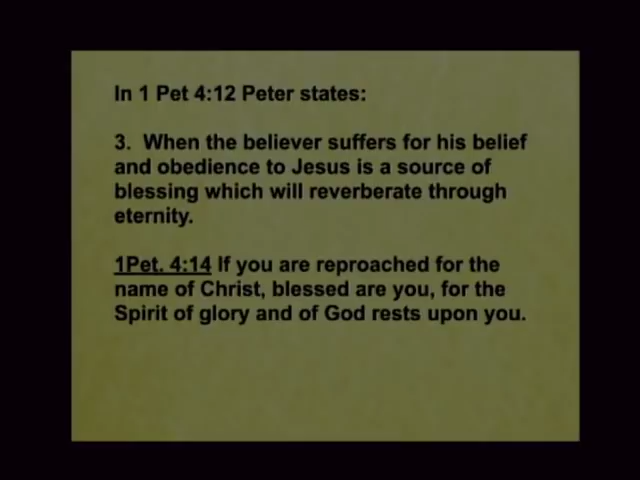 In 1 Pet 4:12 Peter states:
3. When the believer suffers for his belief
and obedience to Jesus is a source of
blessing which will reverberate through
eternity.
1Pet. 4:14 If you are reproached for the
name of Christ, blessed are you, for the
Spirit of glory and of God rests upon you.